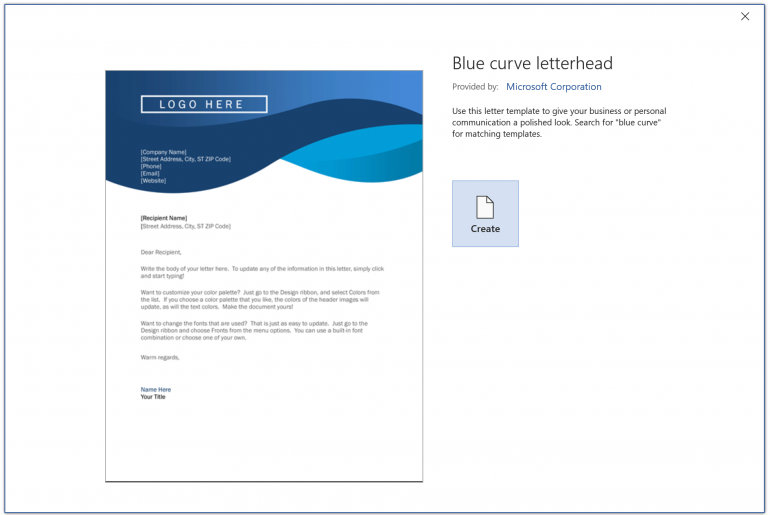 Blue curve letterhead
Provided by: Microsoft Corporation
Use this letter template to give your business or personal
communication a polished look. Search for "blue curve"
for matching templates.
Create
LOGO HERE
[Company Name]
[Street Address, City, ST ZIP Code]
[Phone]
[Email]
[Website]
[Recipient Name]
[Street Address, City, ST ZIP Code]
Dear Recipient,
Write the body of your letter here. To update any of the information in this letter, simply click
and start typing!
Want to customize your color palette? Just go to the Design ribbon, and select Colors from
the list. If you choose a color palette that you like, the colors of the header images will
update, as will the text colors. Make the document yours!
Want to change the fonts that are used? That is just as easy to update. Just go to the
Design ribbon and choose Fronts from the menu options. You can use a built-in font
combination or choose one of your own.
Warm regards,
Name Here
Your Title